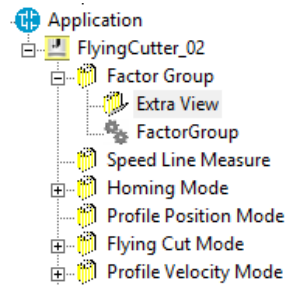 Application
FlyingCutter_02
Factor Group
Extra View
FactorGroup
Speed Line Measure
Homing Mode
Profile Position Mode
Flying Cut Mode
Profile Velocity Mode